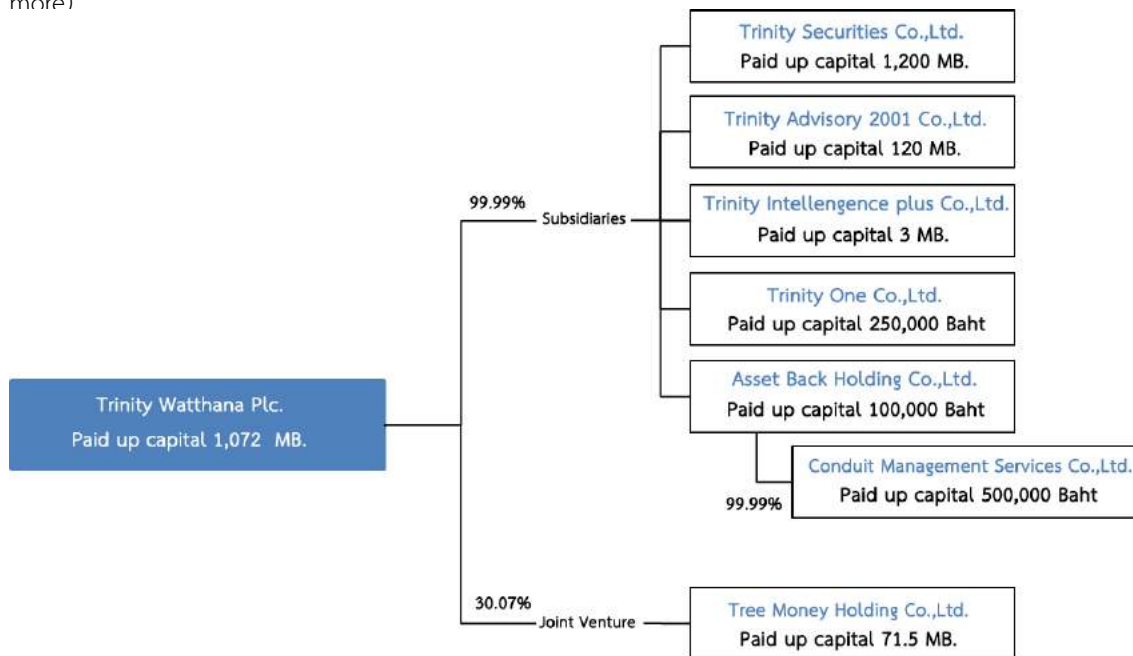 more)
Trinity Securities Co.,Ltd.
Paid up capital 1,200 MB.
Trinity Advisory 2001 Co.,Ltd.
Paid up capital 120 MB.
99.99%
Subsidiaries
Trinity Intellengence plus Co.,Ltd.
Paid up capital 3 MB.
Trinity One Co.,Ltd.
Paid up capital 250,000 Baht
Asset Back Holding Co.,Ltd.
Paid up capital 100,000 Baht
Trinity Watthana Plc.
Paid up capital 1,072 MB.
Conduit Management Services Co.,Ltd.
Paid up capital 500,000 Baht
99.99%
30.07%
Joint Venture
Tree Money Holding Co.,Ltd.
Paid up capital 71.5 MB.